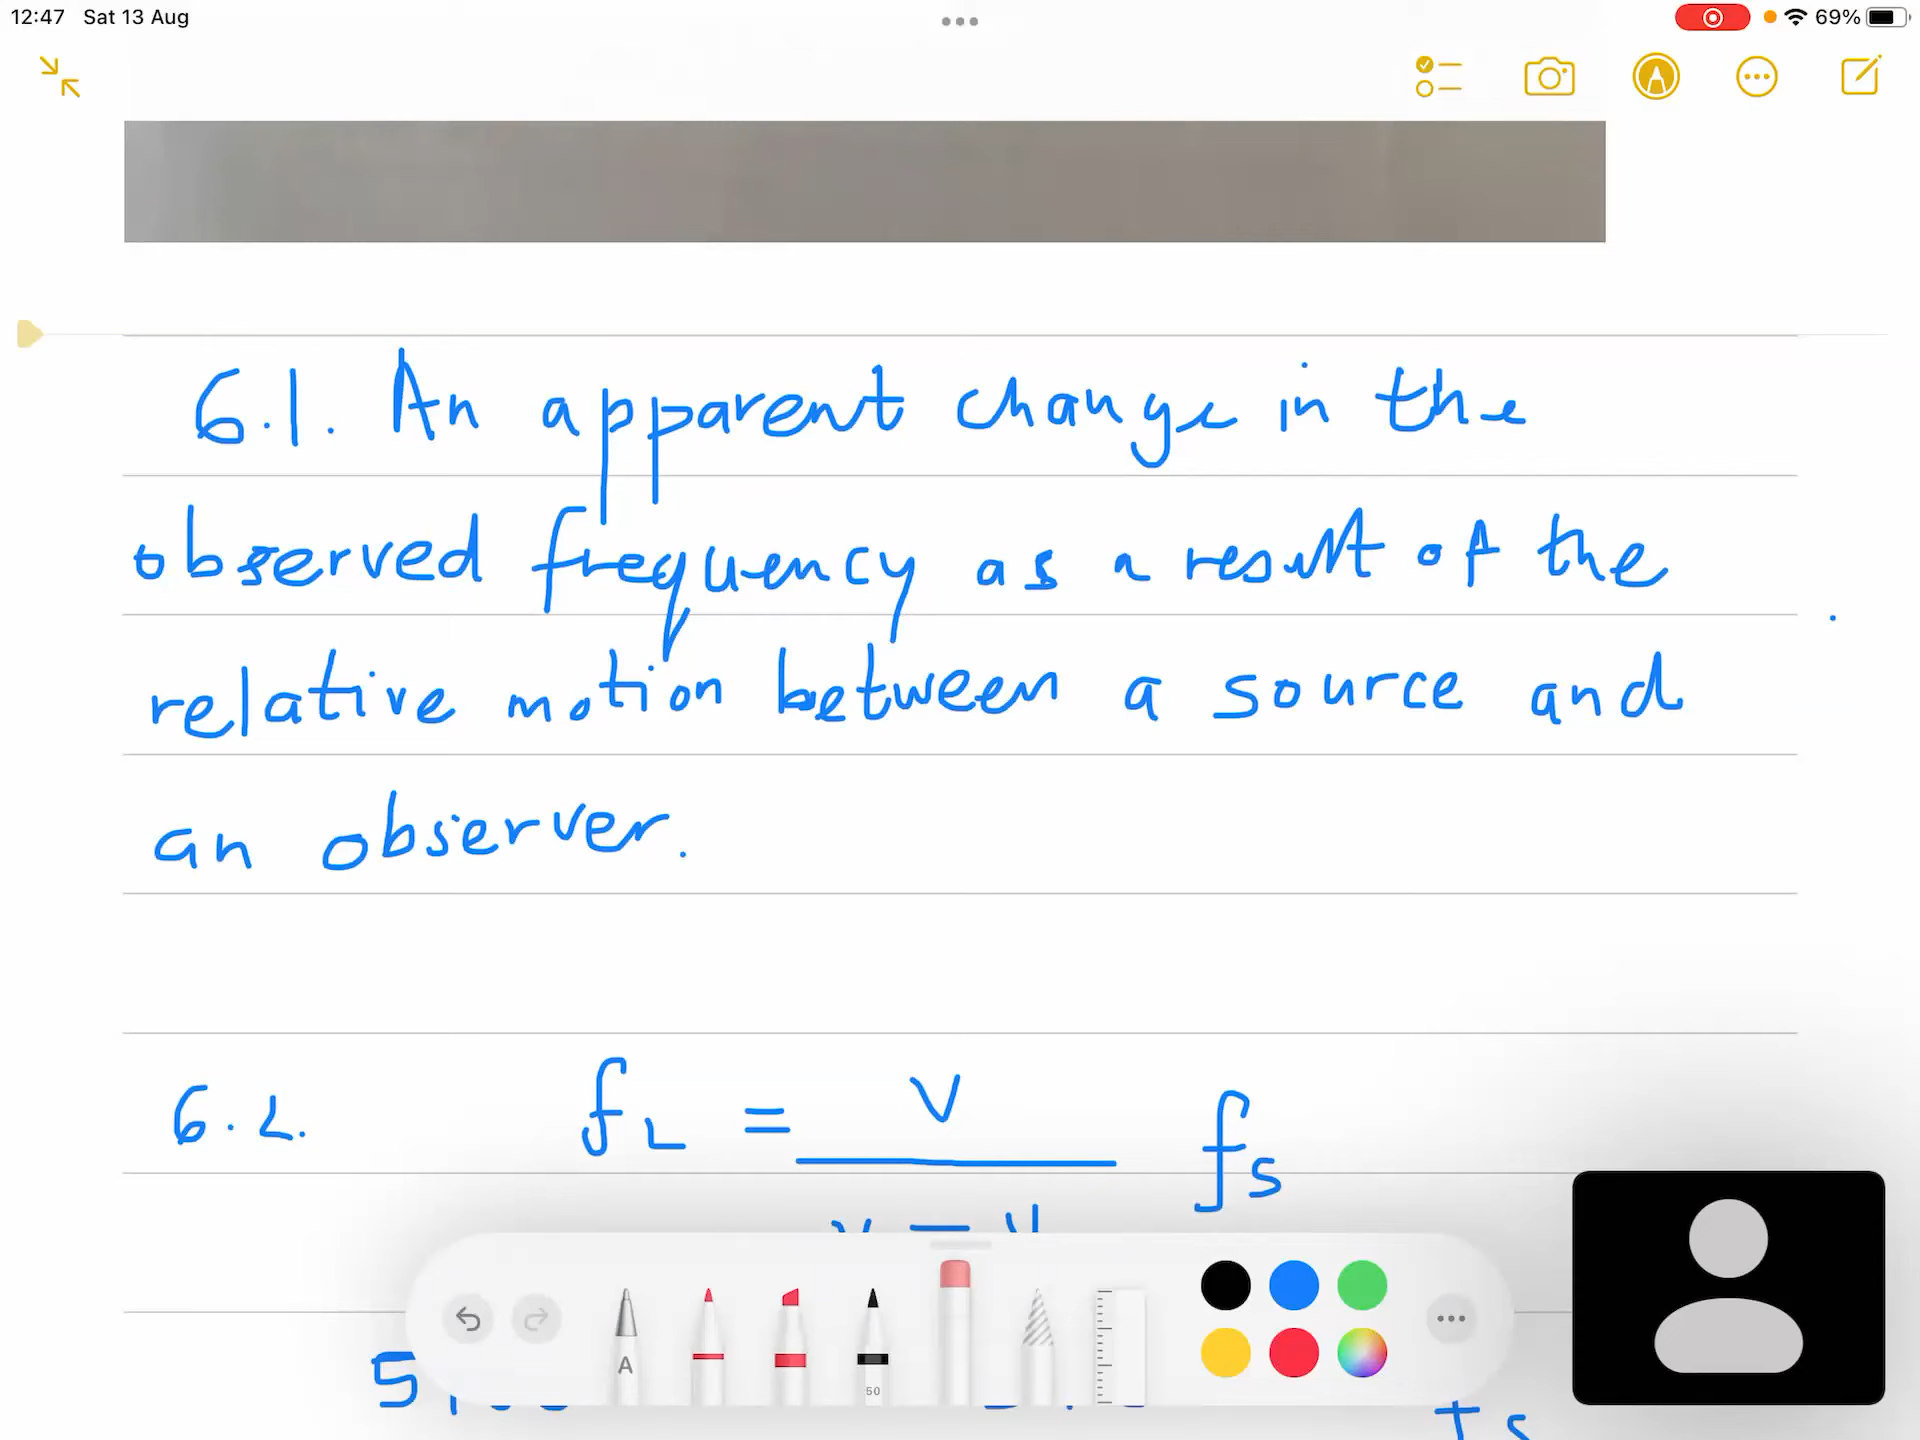 12:47 Sat 13 Aug
69%
6.1. An apparent change in the
observed frequency as a result of the
relative motion between a source and
an observer.
6.2. fL = v fs
v - v
A
50